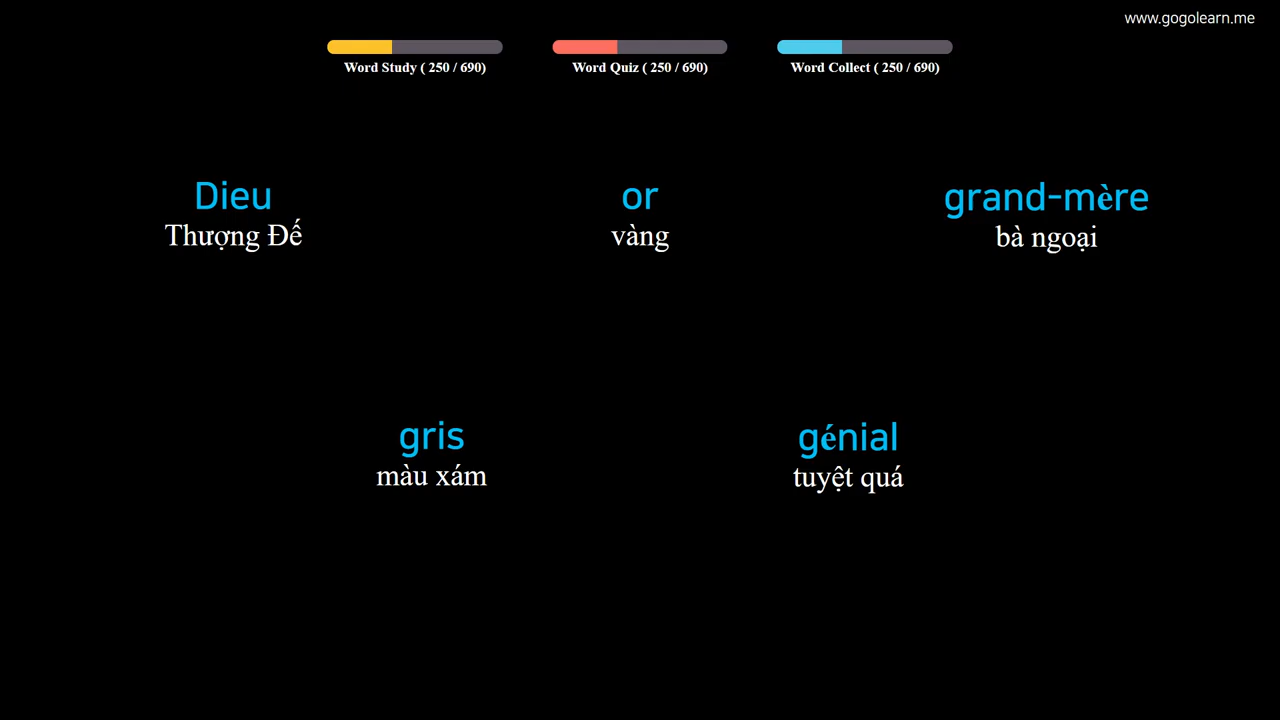 www.gogolearn.me
Word Study ( 250 / 690)
Word Quiz ( 250 / 690)
Word Collect ( 250 / 690)
Dieu
Thượng Đế
or
vàng
grand-mère
bà ngoại
gris
màu xám
génial
tuyệt quá